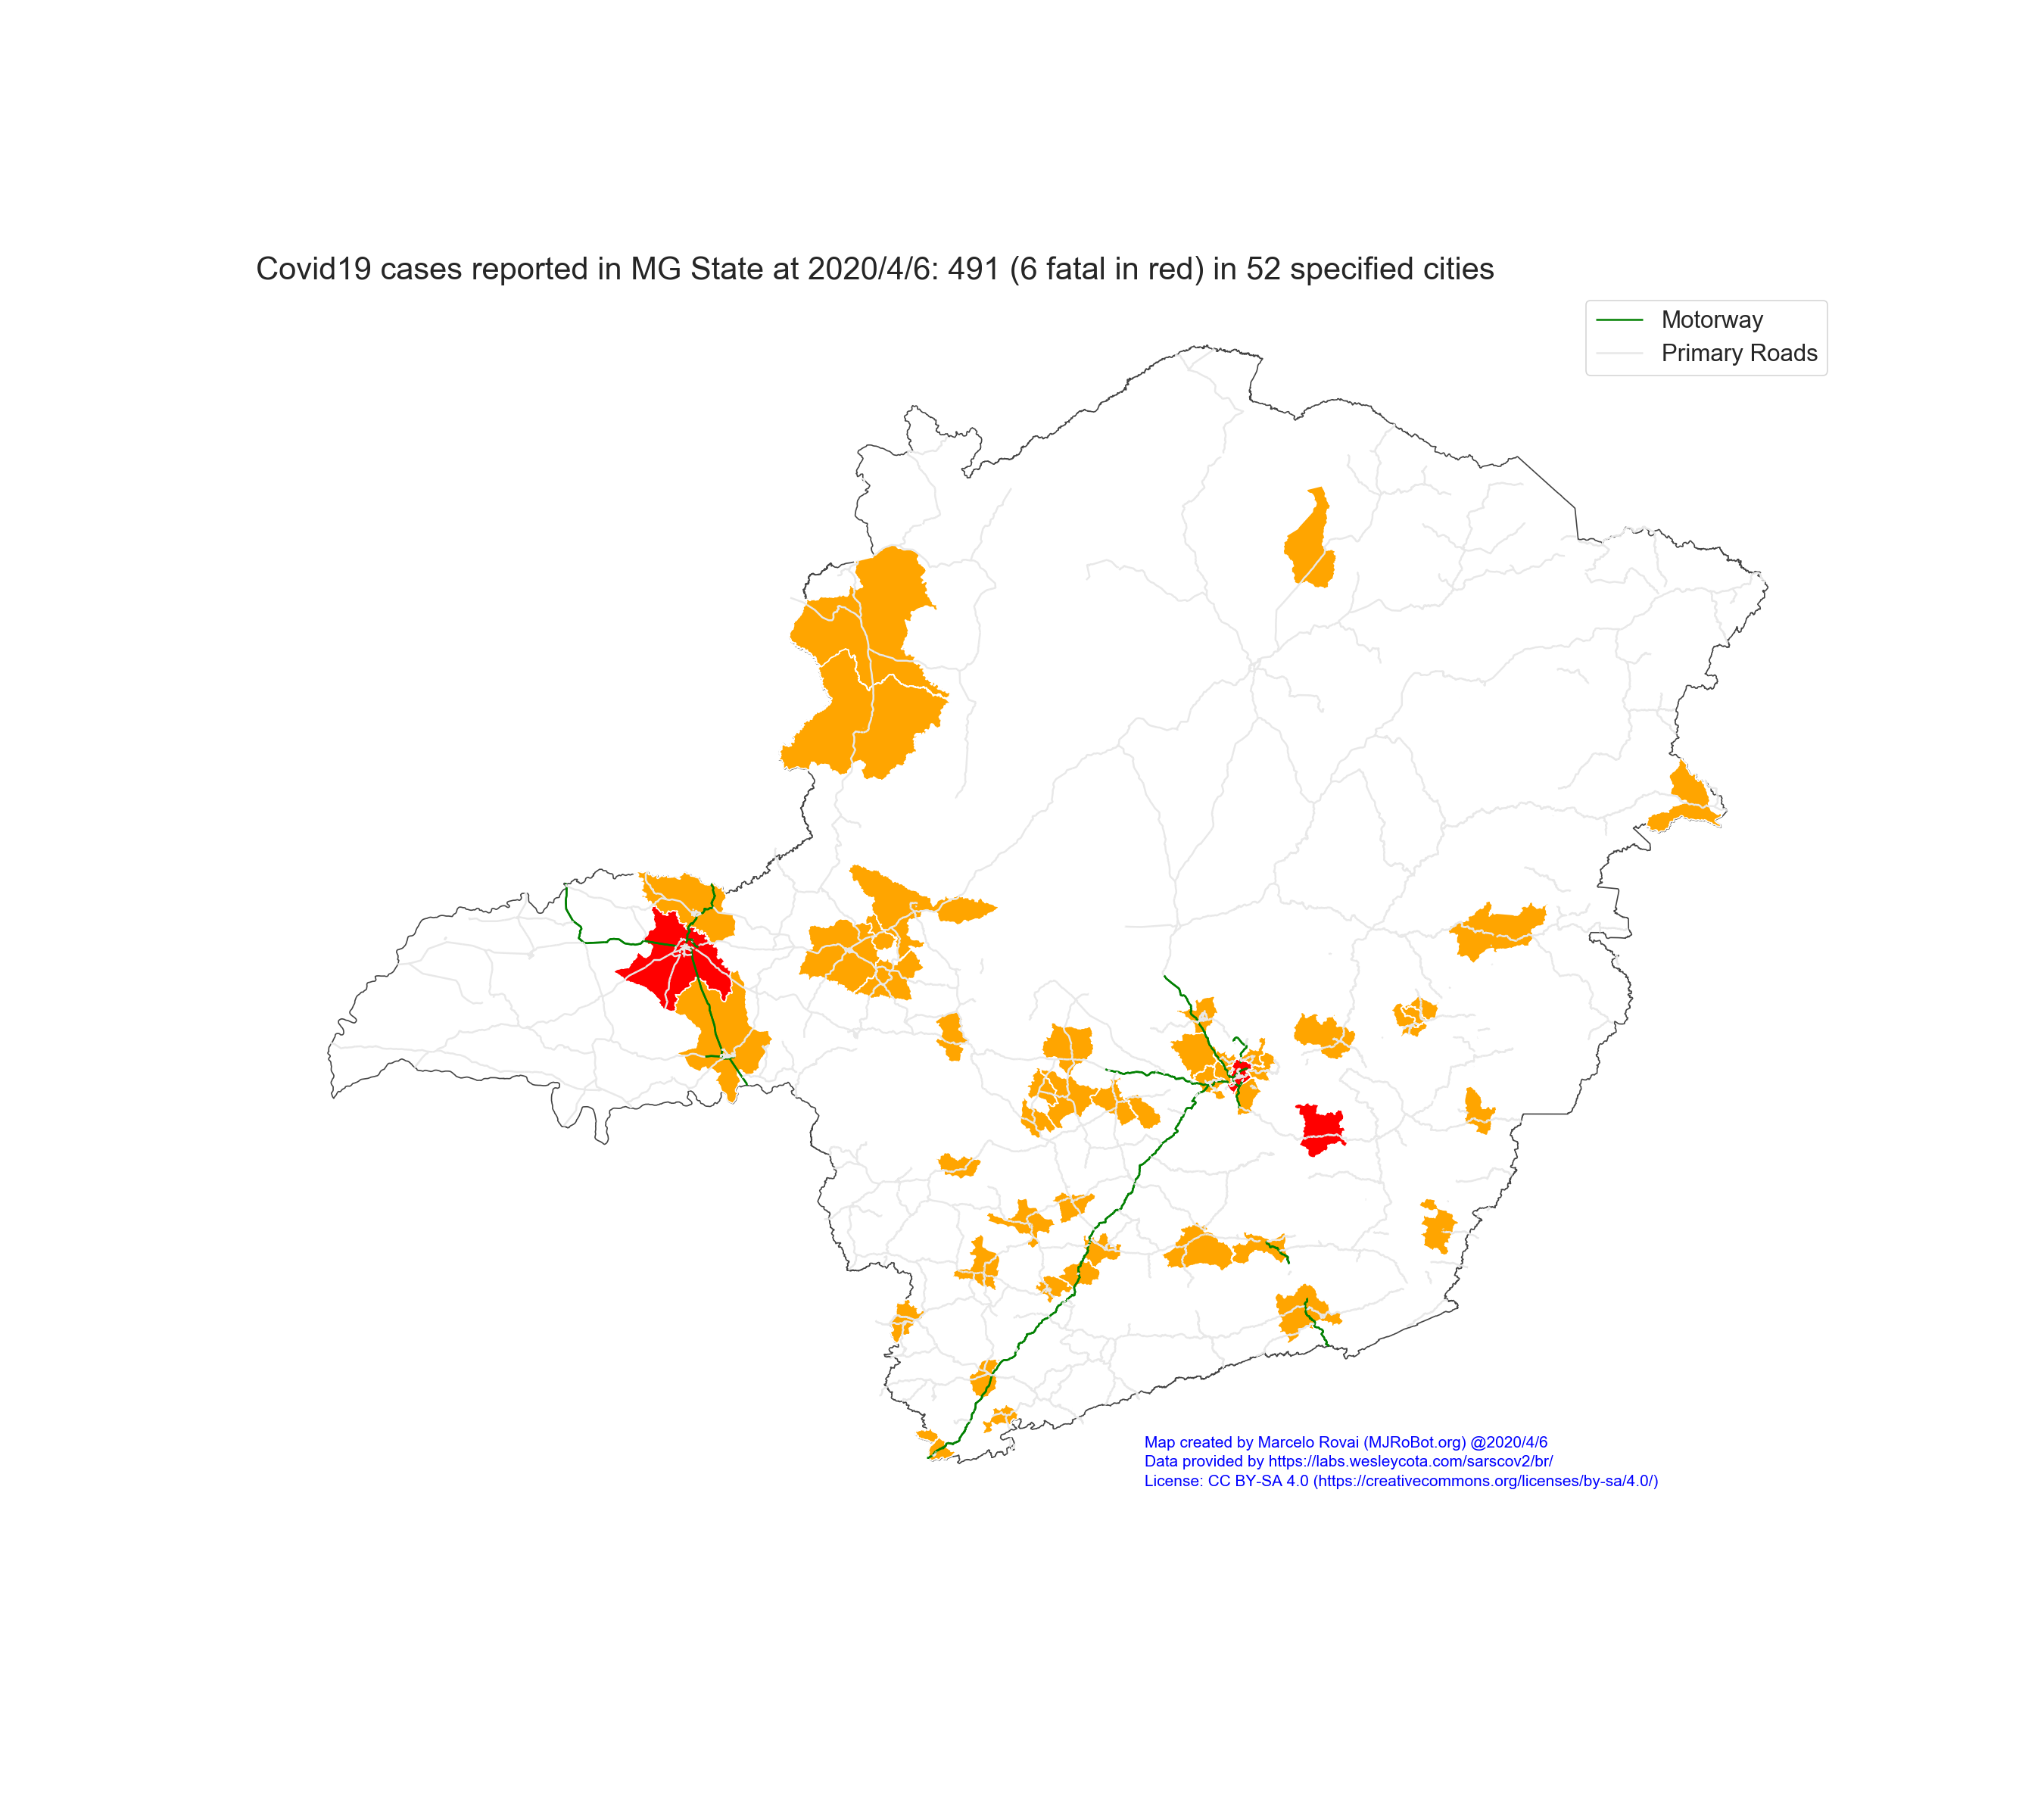 Covid19 cases reported in MG State at 2020/4/6: 491 (6 fatal in red) in 52 specified cities
Motorway
Primary Roads
Map created by Marcelo Rovai (MJRoBot.org) @2020/4/6
Data provided by https://labs.wesleycota.com/sarscov2/br/
License: CC BY-SA 4.0 (https://creativecommons.org/licenses/by-sa/4.0/)